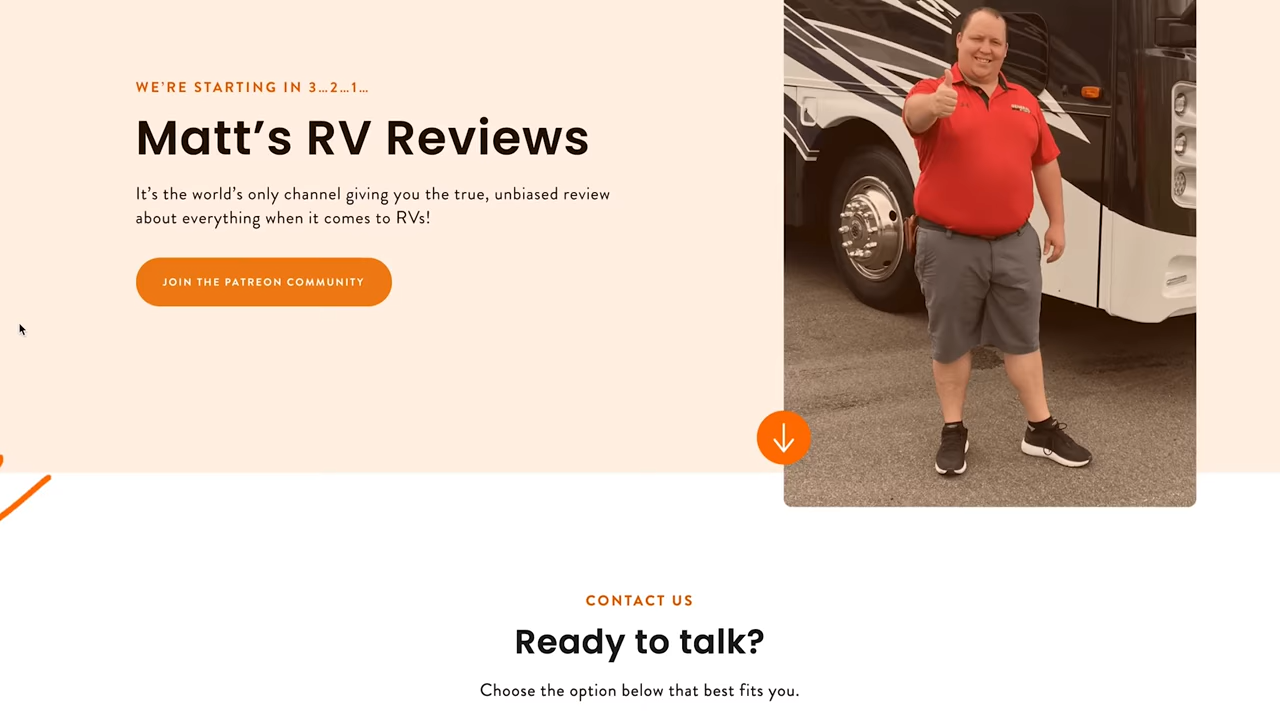 WE'RE STARTING IN 3...2...1...
Matt's RV Reviews
It's the world's only channel giving you the true, unbiased review
about everything when it comes to RVs!
JOIN THE PATREON COMMUNITY
CONTACT US
Ready to talk?
Choose the option below that best fits you.